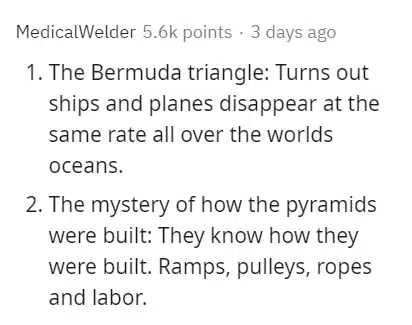 MedicalWelder 5.6k points · 3 days ago
1. The Bermuda triangle: Turns out
ships and planes disappear at the
same rate all over the worlds
oceans.
2. The mystery of how the pyramids
were built: They know how they
were built. Ramps, pulleys, ropes
and labor.